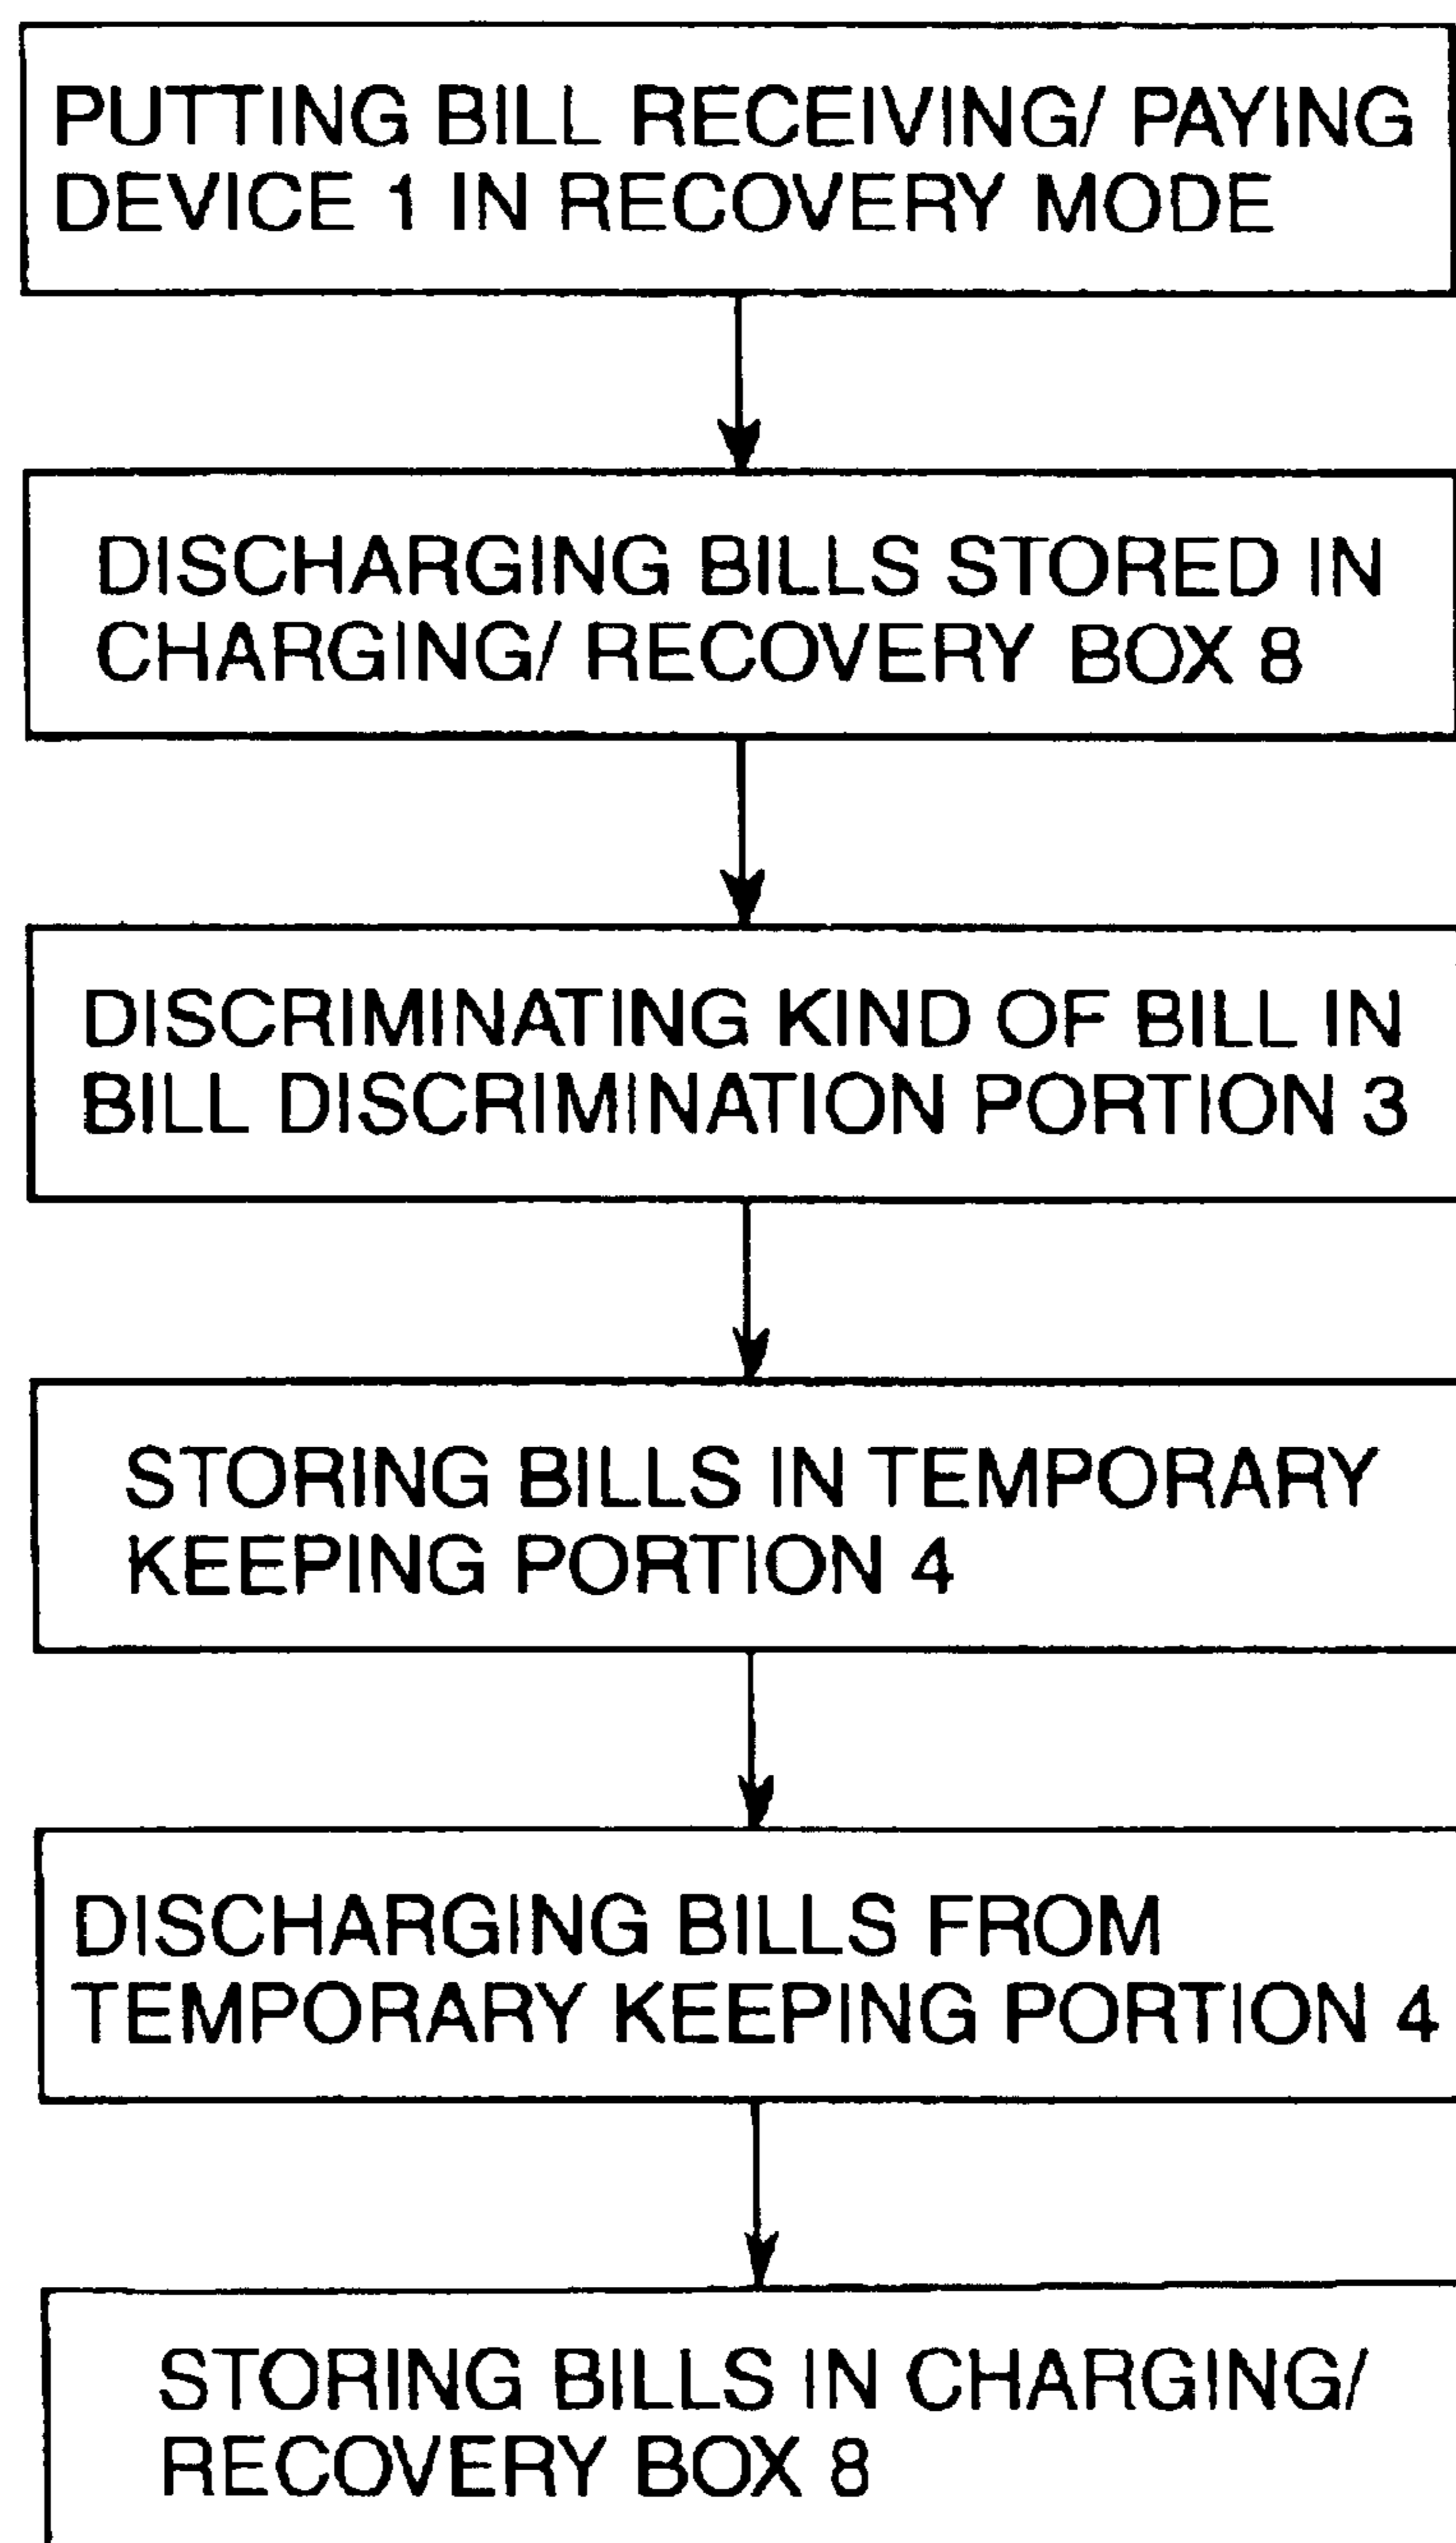 PUTTING BILL RECEIVING/ PAYING
DEVICE 1 IN RECOVERY MODE
DISCHARGING BILLS STORED IN
CHARGING/ RECOVERY BOX 8
DISCRIMINATING KIND OF BILL IN
BILL DISCRIMINATION PORTION 3
STORING BILLS IN TEMPORARY
KEEPING PORTION 4
DISCHARGING BILLS FROM
TEMPORARY KEEPING PORTION 4
STORING BILLS IN CHARGING/
RECOVERY BOX 8